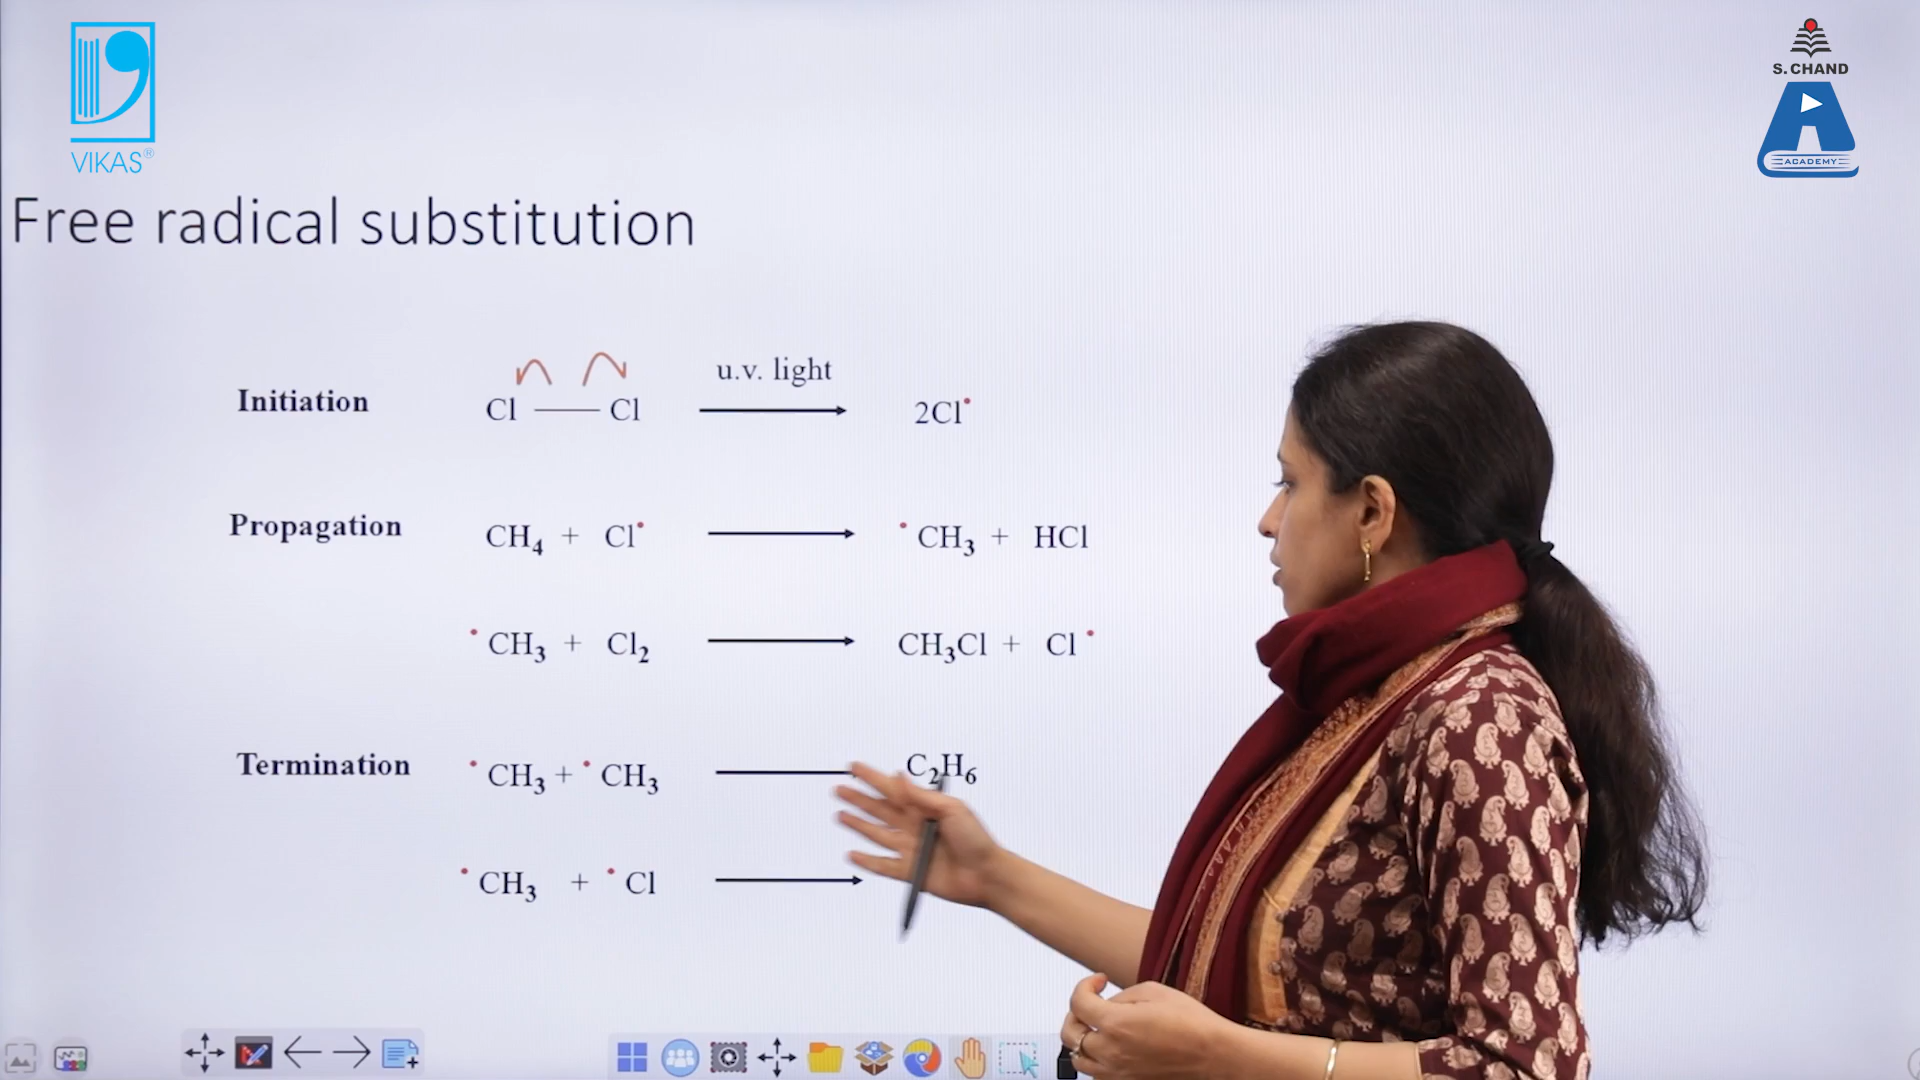 VIKAS®
S. CHAND
ACADEMY
Free radical substitution
u.v. light
Initiation Cl — Cl ⟶ 2Cl•
Propagation CH₄ + Cl• ⟶ •CH₃ + HCl
•CH₃ + Cl₂ ⟶ CH₃Cl + Cl•
Termination •CH₃ + •CH₃ ⟶ C₂H₆
•CH₃ + •Cl ⟶